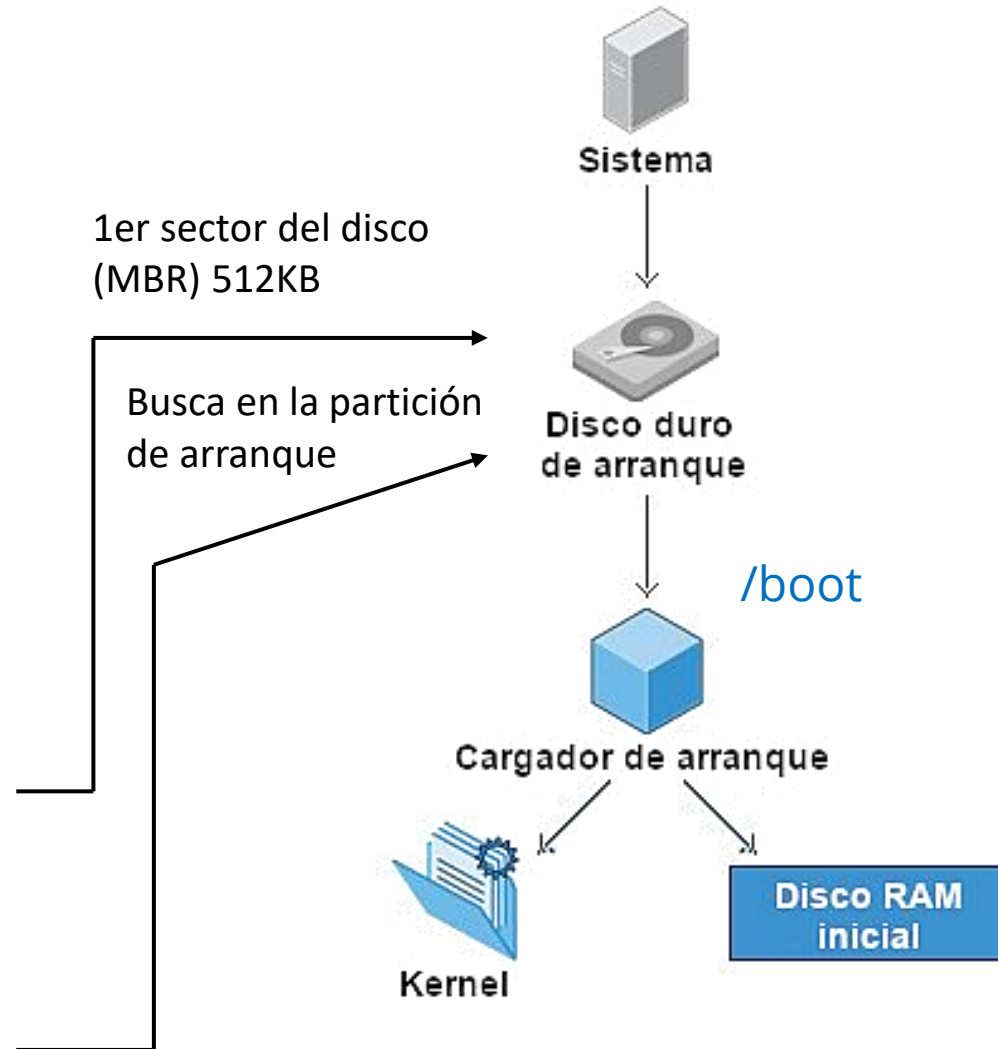 Sistema
1er sector del disco
(MBR) 512KB
Busca en la partición
de arranque
Disco duro
de arranque
/boot
Cargador de arranque
Kernel
Disco RAM
inicial